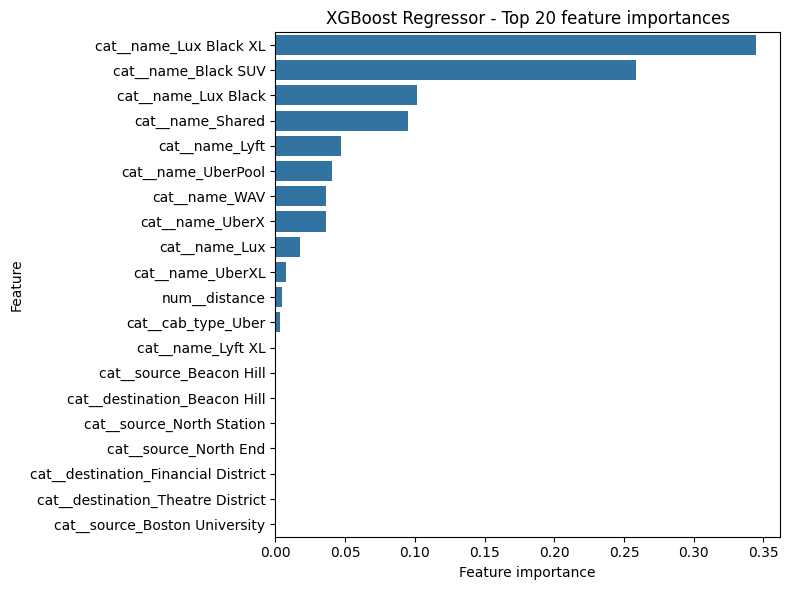 XGBoost Regressor - Top 20 feature importances
cat__name_Lux Black XL
cat__name_Black SUV
cat__name_Lux Black
cat__name_Shared
cat__name_Lyft
cat__name_UberPool
cat__name_WAV
cat__name_UberX
cat__name_Lux
cat__name_UberXL
num__distance
cat__cab_type_Uber
cat__name_Lyft XL
cat__source_Beacon Hill
cat__destination_Beacon Hill
cat__source_North Station
cat__source_North End
cat__destination_Financial District
cat__destination_Theatre District
cat__source_Boston University
Feature
0.00 0.05 0.10 0.15 0.20 0.25 0.30 0.35
Feature importance